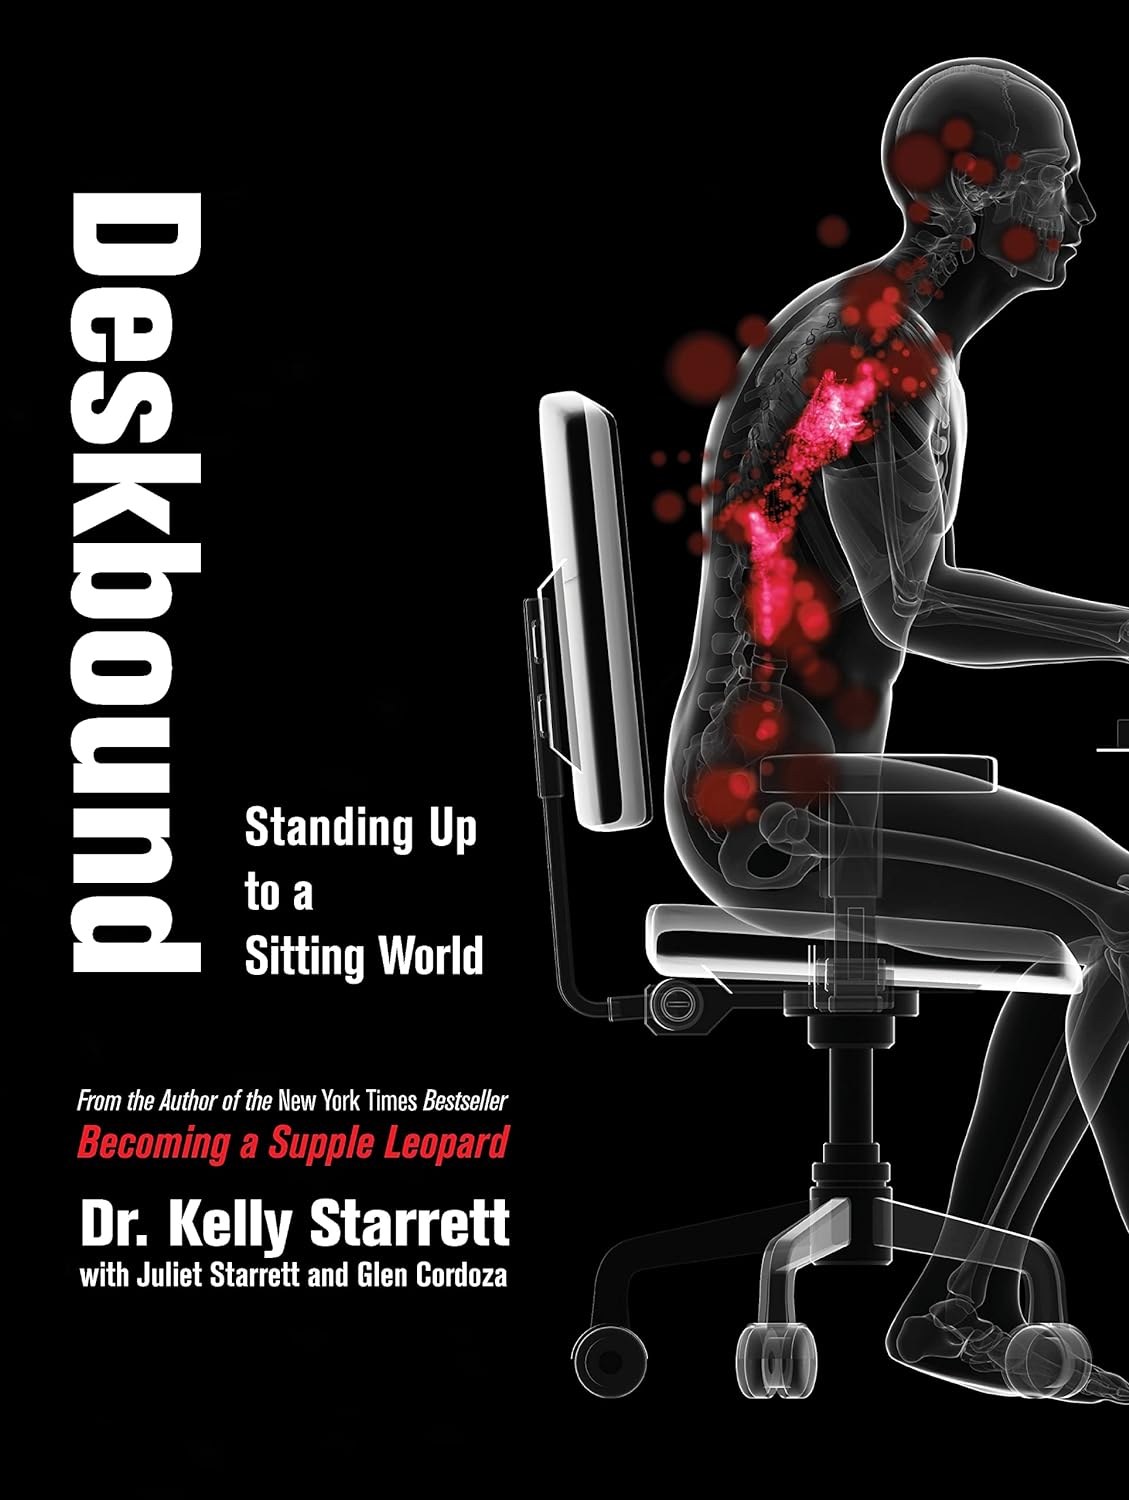 Deskbound
Standing Up
to a
Sitting World
From the Author of the New York Times Bestseller
Becoming a Supple Leopard
Dr. Kelly Starrett
with Juliet Starrett and Glen Cordoza